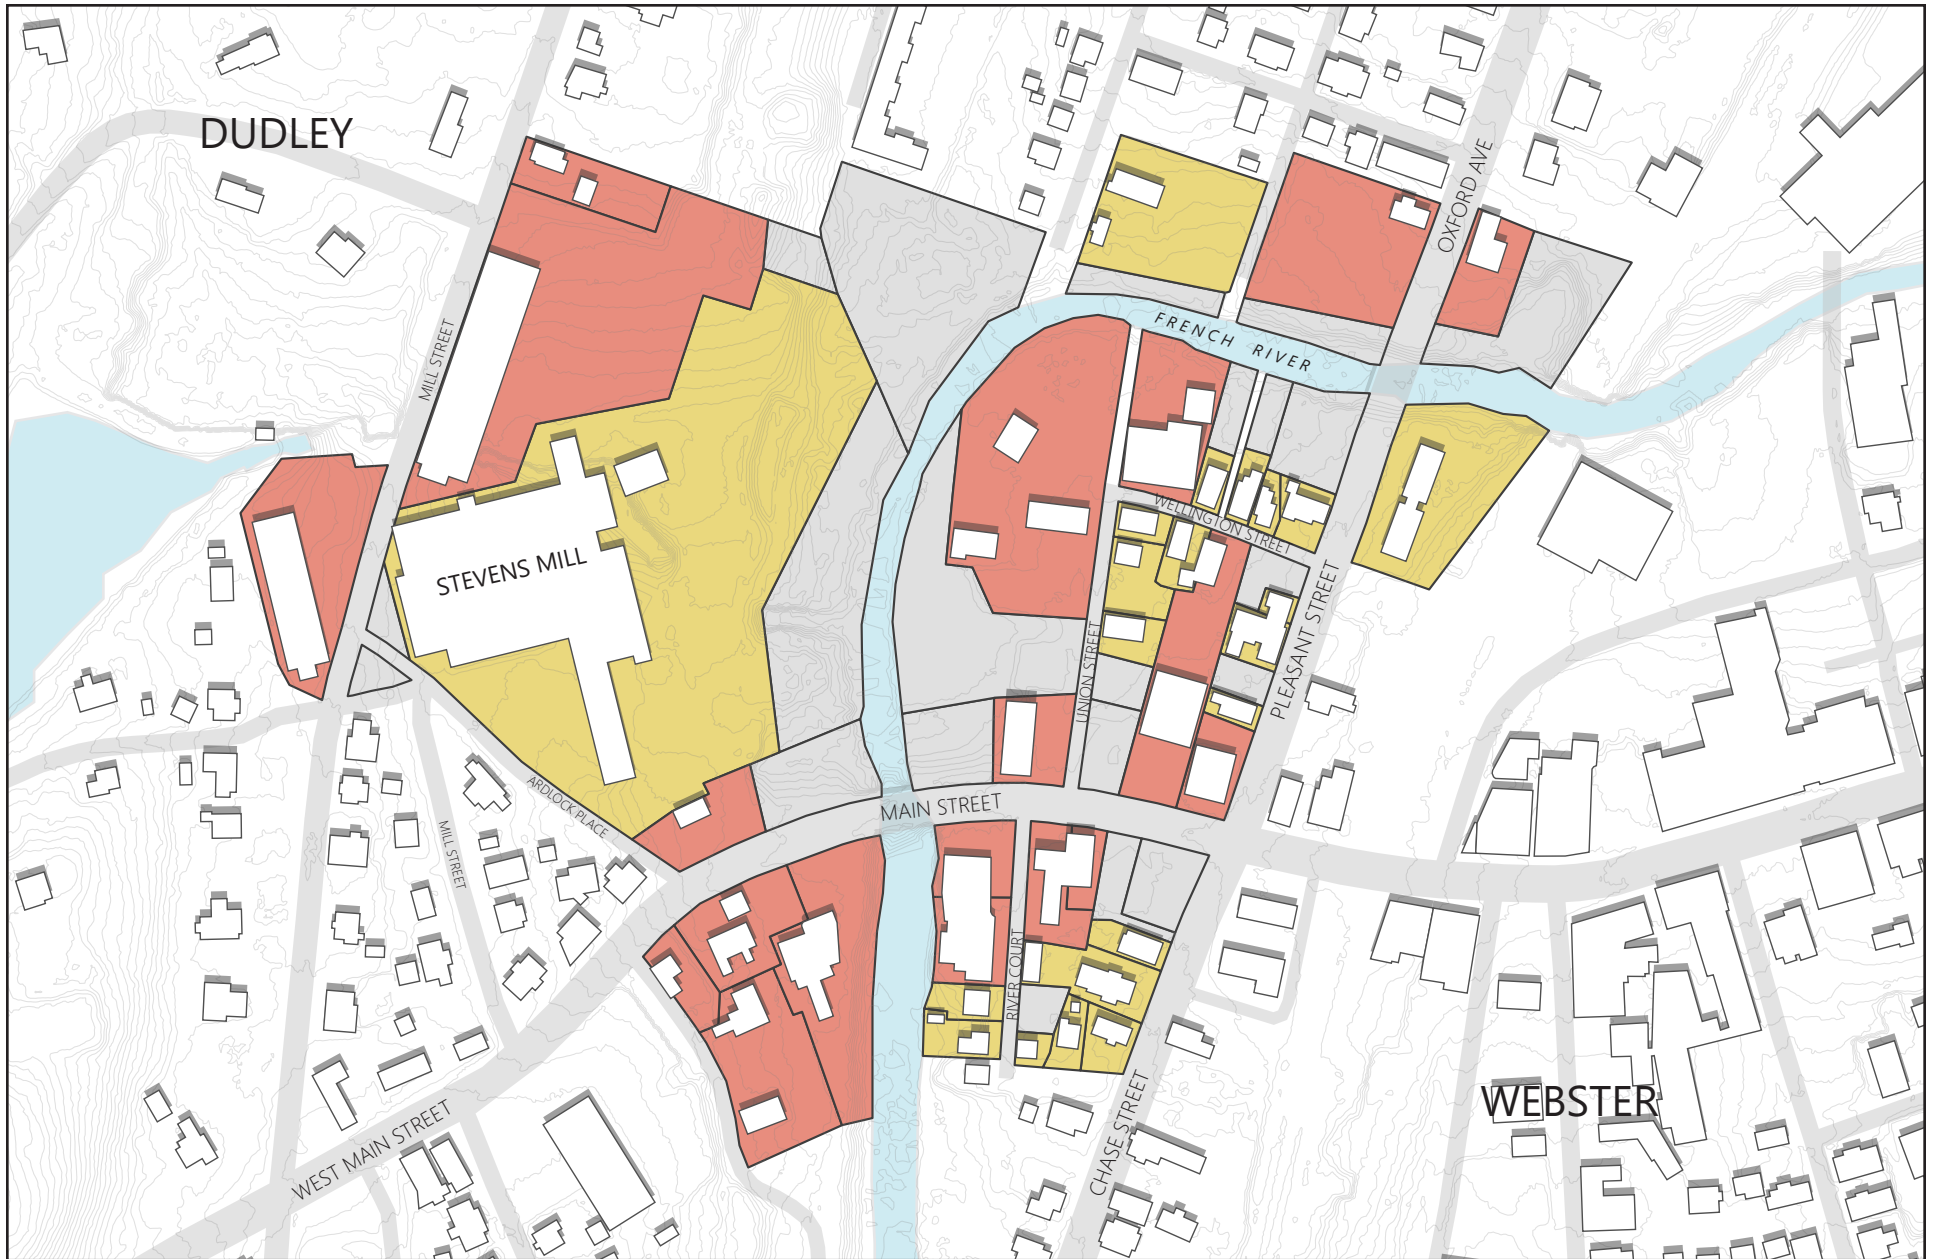 DUDLEY
OXFORD AVE
MILL STREET
FRENCH RIVER
WELLINGTON STREET
STEVENS MILL
PLEASANT STREET
UNION STREET
ARDLOCK PLACE
MAIN STREET
MILL STREET
RIVER COURT
WEST MAIN STREET
CHASE STREET
WEBSTER